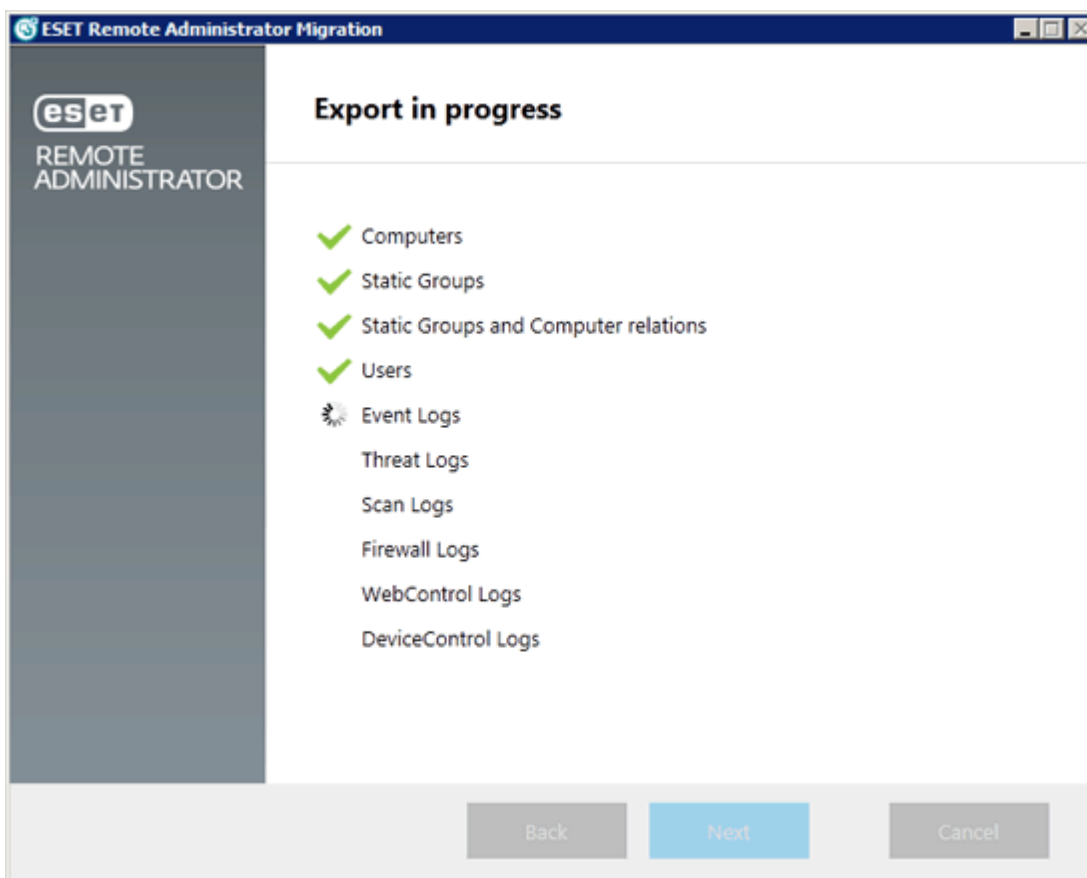 ESET Remote Administrator Migration
eseT
REMOTE
ADMINISTRATOR
Export in progress
Computers
Static Groups
Static Groups and Computer relations
Users
Event Logs
Threat Logs
Scan Logs
Firewall Logs
WebControl Logs
DeviceControl Logs
Back
Next
Cancel